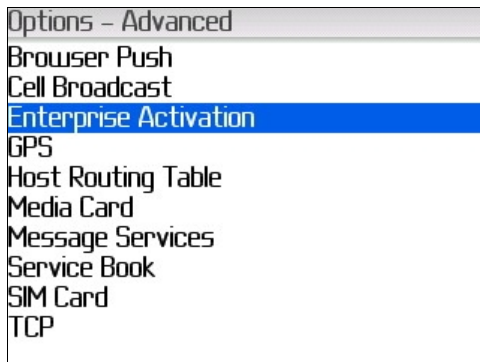 Options - Advanced
Browser Push
Cell Broadcast
Enterprise Activation
GPS
Host Routing Table
Media Card
Message Services
Service Book
SIM Card
TCP